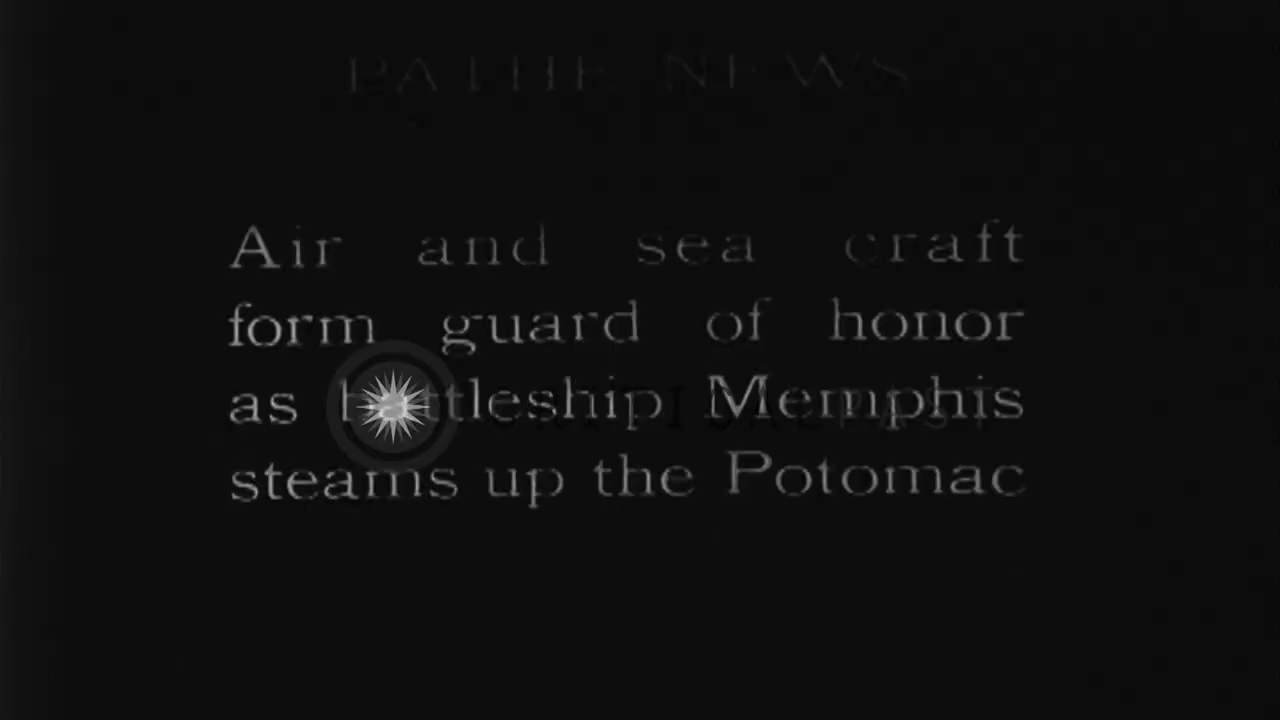 PATHE NEWS
Air and sea craft
form guard of honor
as battleship Memphis
steams up the Potomac